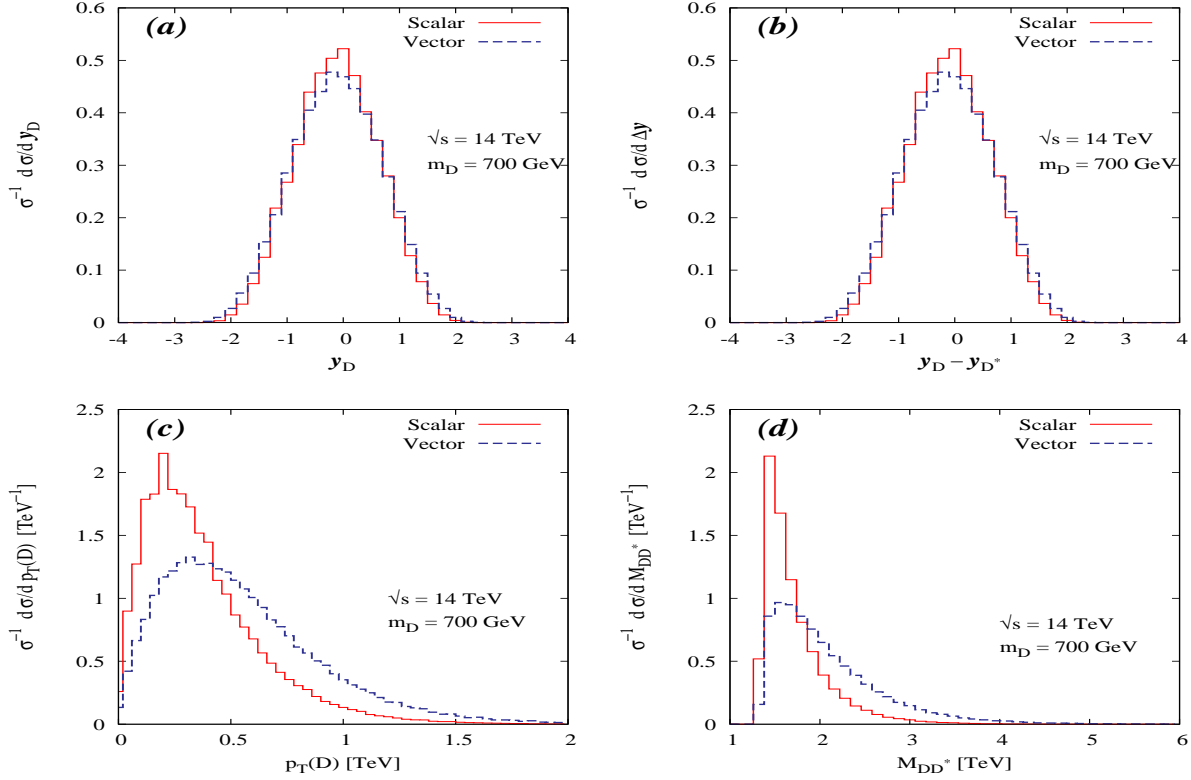 (a)
Scalar
Vector
√s = 14 TeV
m_D = 700 GeV
σ⁻¹ dσ/dy_D
0.6
0.5
0.4
0.3
0.2
0.1
0
-4 -3 -2 -1 0 1 2 3 4
y_D
(b)
Scalar
Vector
√s = 14 TeV
m_D = 700 GeV
σ⁻¹ dσ/dΔy
0.6
0.5
0.4
0.3
0.2
0.1
0
-4 -3 -2 -1 0 1 2 3 4
y_D − y_D*
(c)
Scalar
Vector
√s = 14 TeV
m_D = 700 GeV
σ⁻¹ dσ/dp_T(D) [TeV⁻¹]
2.5
2
1.5
1
0.5
0
0 0.5 1 1.5 2
p_T(D) [TeV]
(d)
Scalar
Vector
√s = 14 TeV
m_D = 700 GeV
σ⁻¹ dσ/dM_DD* [TeV⁻¹]
2.5
2
1.5
1
0.5
0
1 2 3 4 5 6
M_DD* [TeV]